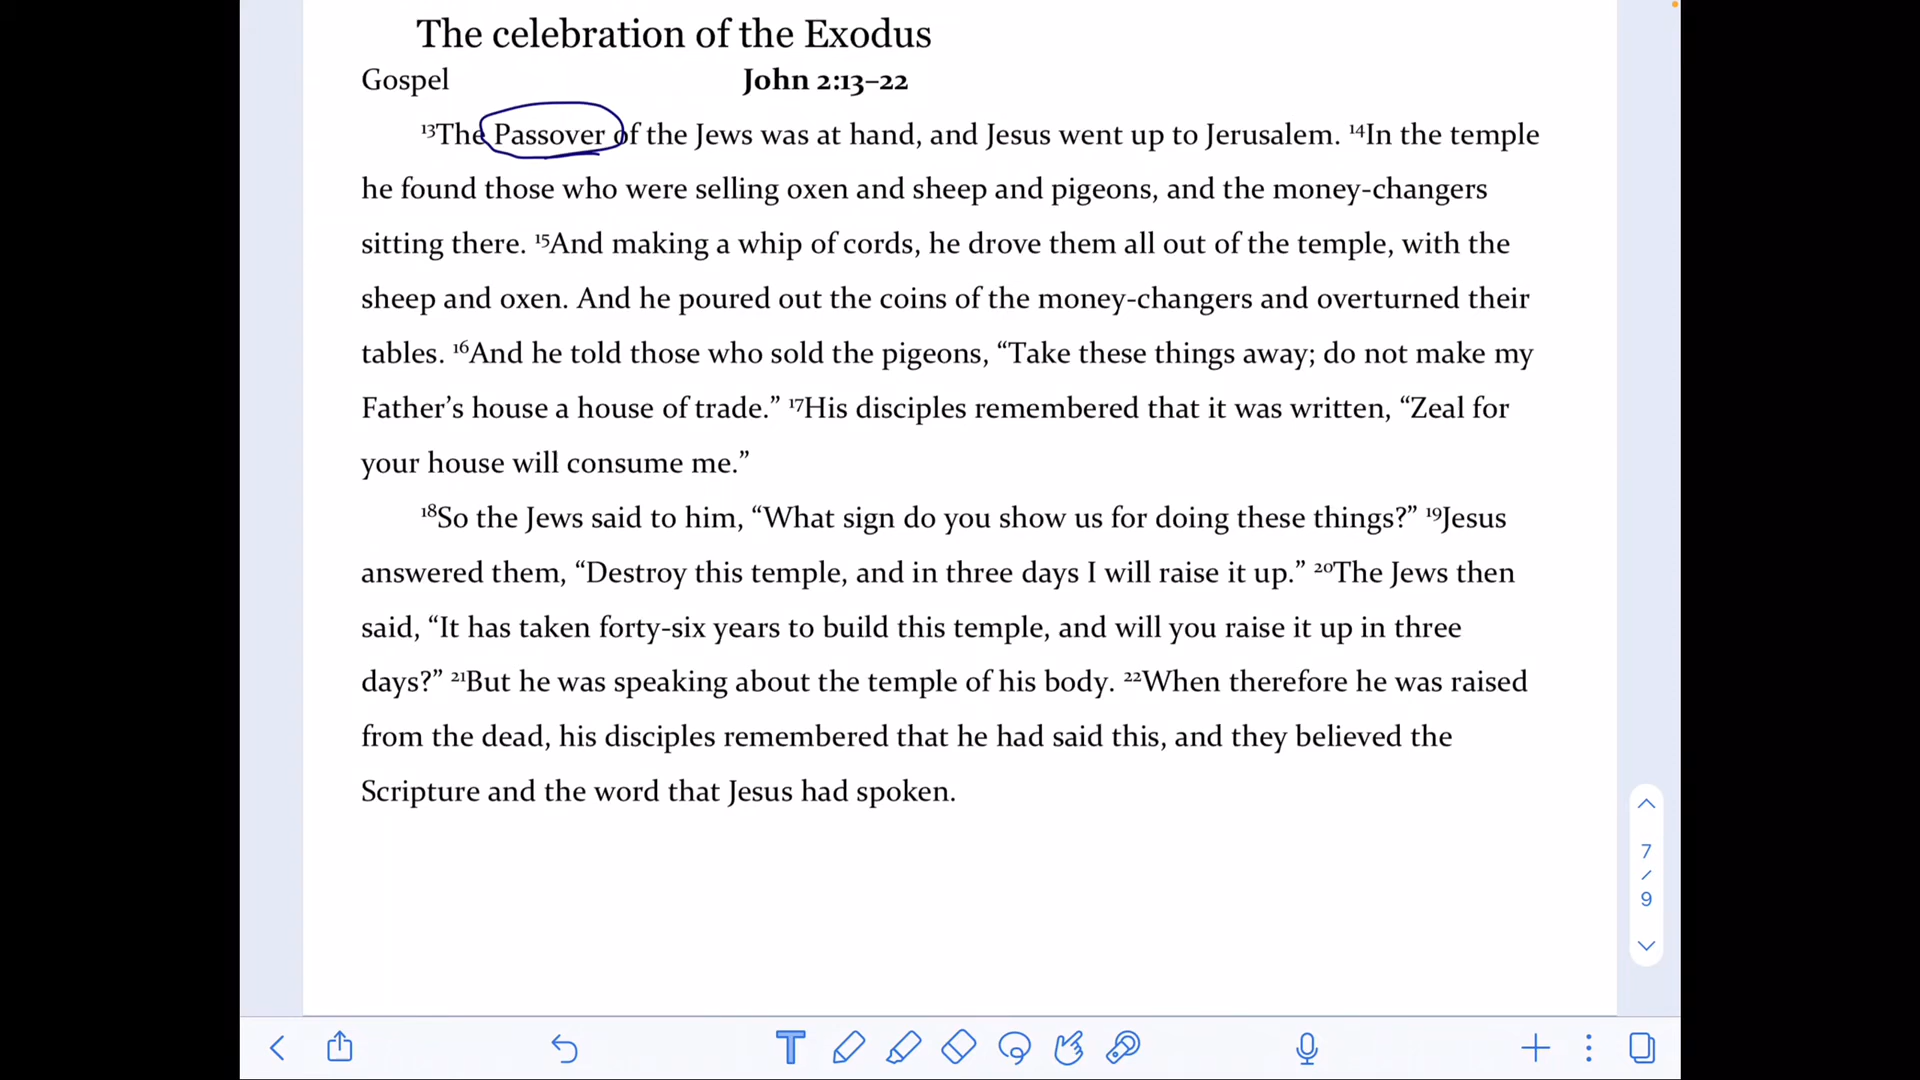 The celebration of the Exodus
Gospel John 2:13–22
¹³The Passover of the Jews was at hand, and Jesus went up to Jerusalem. ¹⁴In the temple
he found those who were selling oxen and sheep and pigeons, and the money-changers
sitting there. ¹⁵And making a whip of cords, he drove them all out of the temple, with the
sheep and oxen. And he poured out the coins of the money-changers and overturned their
tables. ¹⁶And he told those who sold the pigeons, “Take these things away; do not make my
Father’s house a house of trade.” ¹⁷His disciples remembered that it was written, “Zeal for
your house will consume me.”
¹⁸So the Jews said to him, “What sign do you show us for doing these things?” ¹⁹Jesus
answered them, “Destroy this temple, and in three days I will raise it up.” ²⁰The Jews then
said, “It has taken forty-six years to build this temple, and will you raise it up in three
days?” ²¹But he was speaking about the temple of his body. ²²When therefore he was raised
from the dead, his disciples remembered that he had said this, and they believed the
Scripture and the word that Jesus had spoken.
7
/
9
T